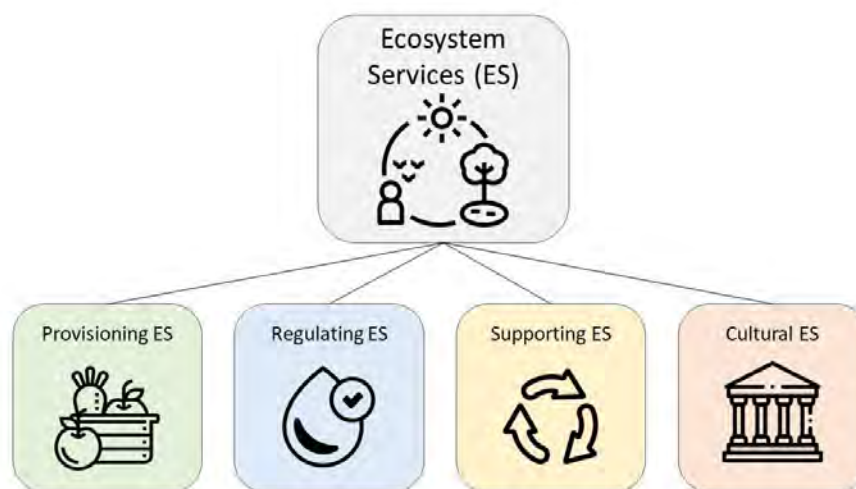 Ecosystem
Services (ES)
Provisioning ES
Regulating ES
Supporting ES
Cultural ES